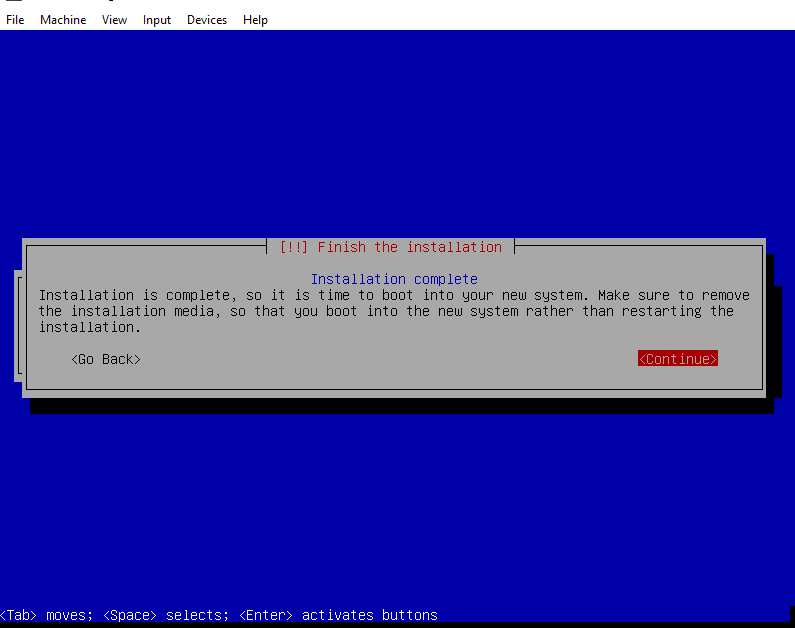 File Machine View Input Devices Help
[!!] Finish the installation
Installation complete
Installation is complete, so it is time to boot into your new system. Make sure to remove
the installation media, so that you boot into the new system rather than restarting the
installation.
<Go Back> <Continue>
<Tab> moves; <Space> selects; <Enter> activates buttons